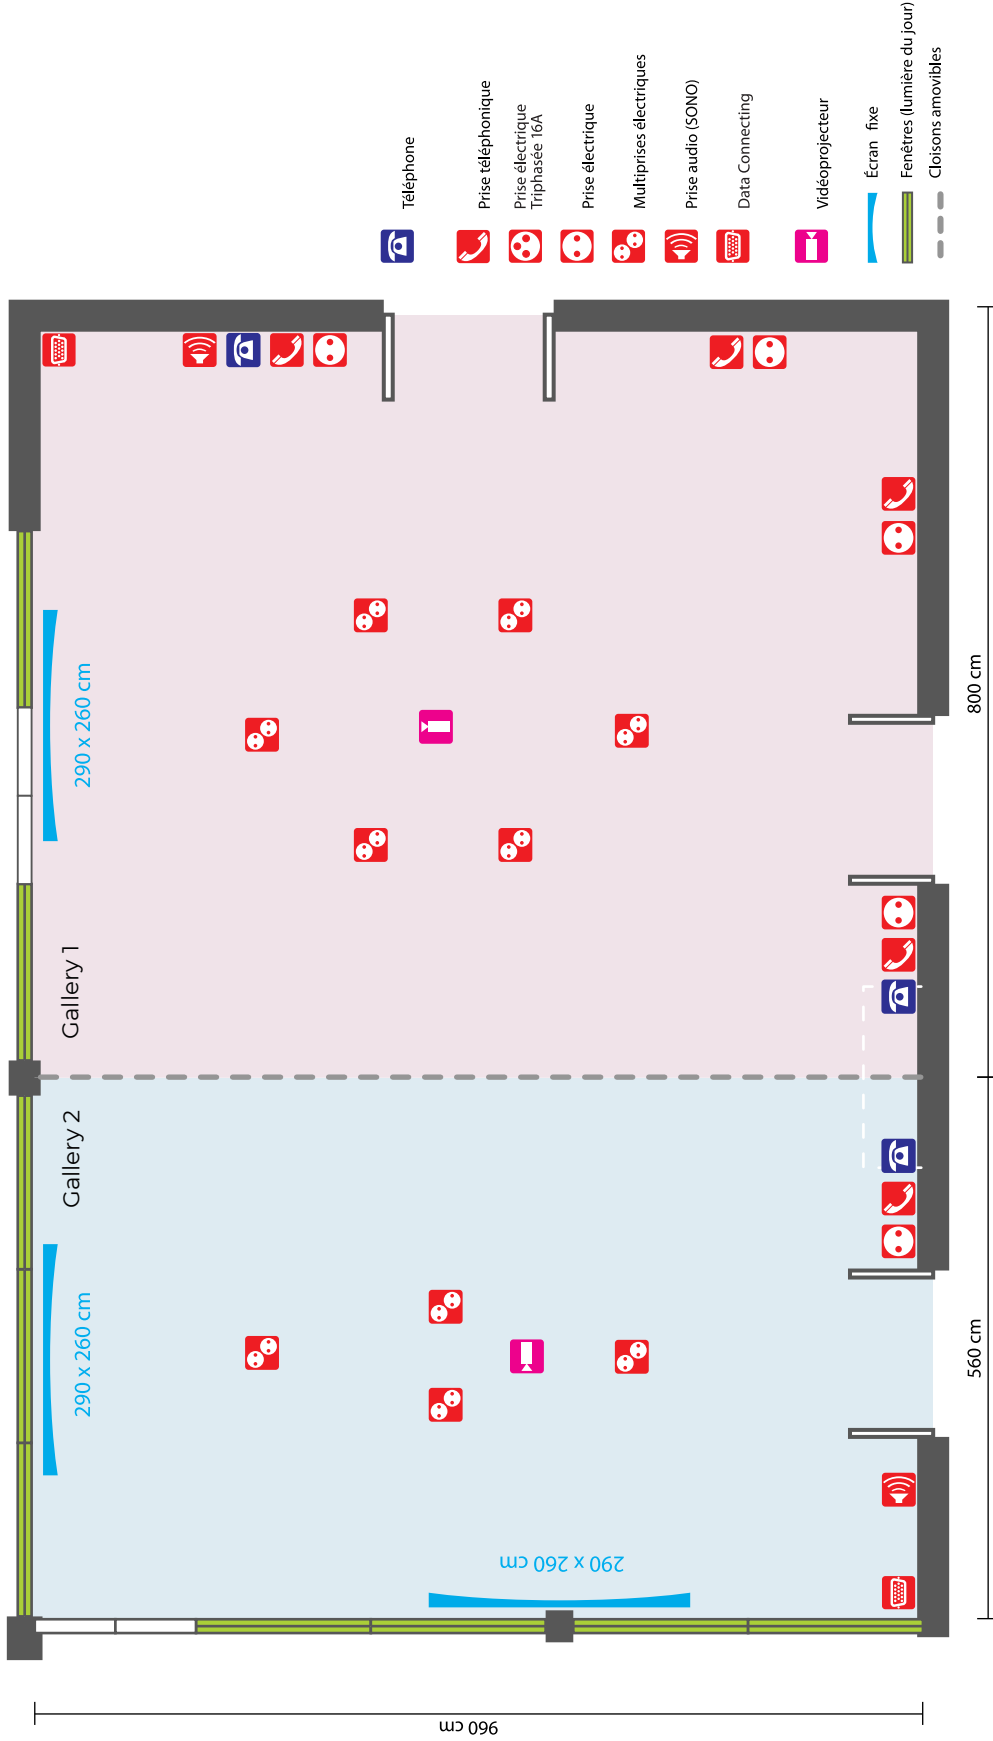 Téléphone
Prise téléphonique
Prise électrique
Triphasée 16A
Prise électrique
Multiprises électriques
Prise audio (SONO)
Data Connecting
Vidéoprojecteur
Écran fixe
Fenêtres (lumière du jour)
Cloisons amovibles
290 x 260 cm
Gallery 1
800 cm
Gallery 2
290 x 260 cm
290 x 260 cm
560 cm
960 cm